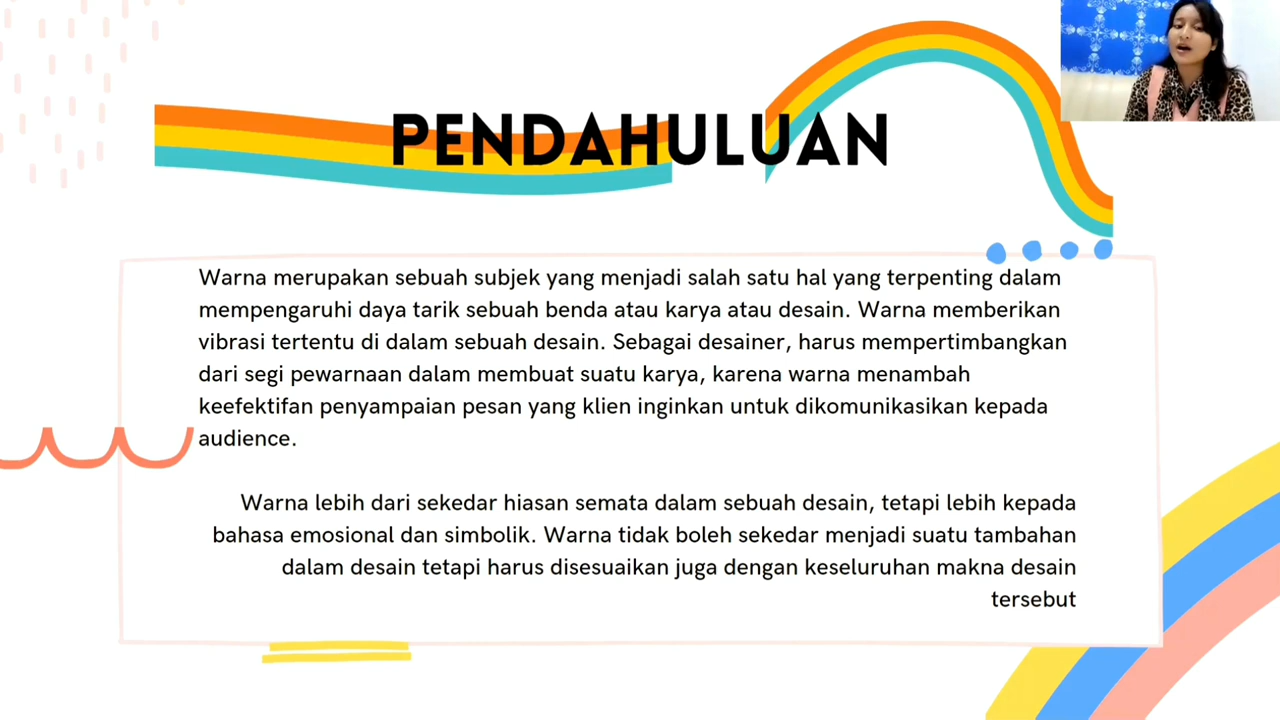 PENDAHULUAN
Warna merupakan sebuah subjek yang menjadi salah satu hal yang terpenting dalam
mempengaruhi daya tarik sebuah benda atau karya atau desain. Warna memberikan
vibrasi tertentu di dalam sebuah desain. Sebagai desainer, harus mempertimbangkan
dari segi pewarnaan dalam membuat suatu karya, karena warna menambah
keefektifan penyampaian pesan yang klien inginkan untuk dikomunikasikan kepada
audience.
Warna lebih dari sekedar hiasan semata dalam sebuah desain, tetapi lebih kepada
bahasa emosional dan simbolik. Warna tidak boleh sekedar menjadi suatu tambahan
dalam desain tetapi harus disesuaikan juga dengan keseluruhan makna desain
tersebut